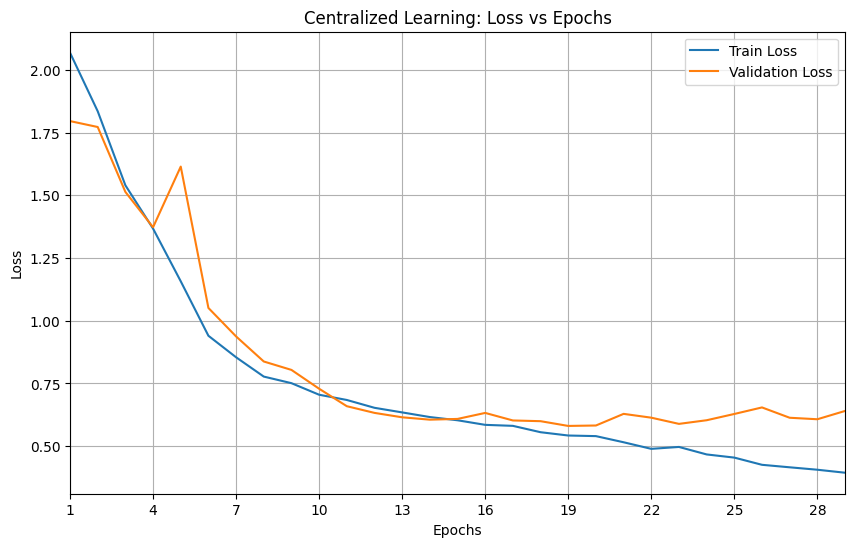 Centralized Learning: Loss vs Epochs
Train Loss
Validation Loss
2.00
1.75
1.50
1.25
1.00
0.75
0.50
Loss
1 4 7 10 13 16 19 22 25 28
Epochs